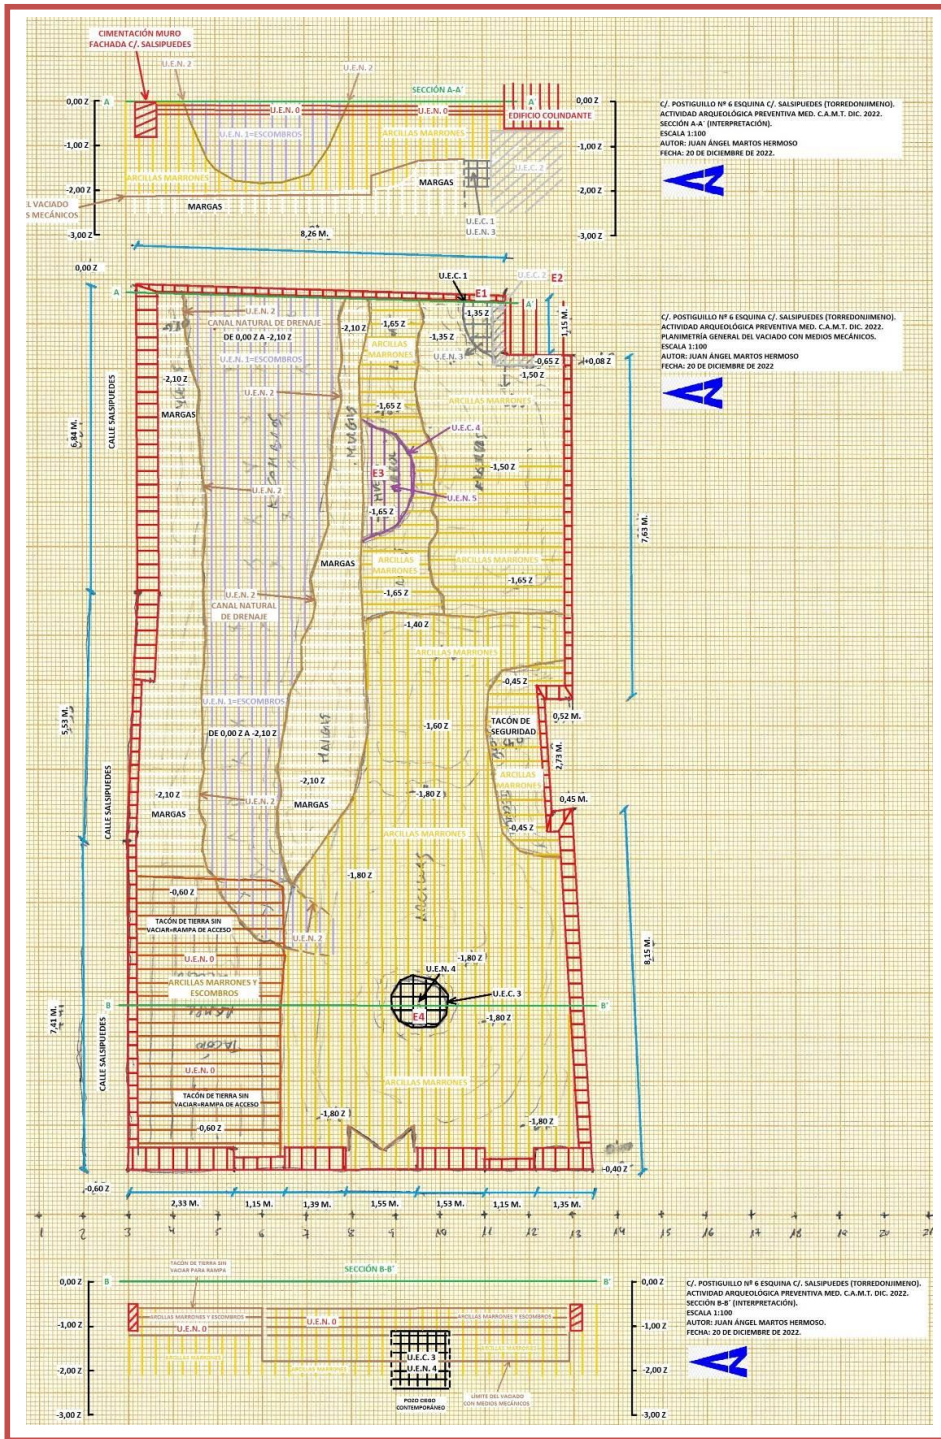 CIMENTACIÓN MURO
FACHADA C/. SALSIPUEDES
U.E.N. 2
U.E.N. 2
SECCIÓN A-A´
0,00 Z
A
A´
0,00 Z
U.E.N. 0
U.E.N. 0
EDIFICIO COLINDANTE
-1,00 Z
U.E.N. 1=ESCOMBROS
ARCILLAS MARRONES
-1,00 Z
U.E.C. 2
ARCILLAS MARRONES
MARGAS
-2,00 Z
L VACIADO
S MECÁNICOS
MARGAS
U.E.C. 1
U.E.N. 3
-3,00 Z
-3,00 Z
8,26 M.
C/. POSTIGUILLO Nº 6 ESQUINA C/. SALSIPUEDES (TORREDONJIMENO).
ACTIVIDAD ARQUEOLÓGICA PREVENTIVA MED. C.A.M.T. DIC. 2022.
SECCIÓN A-A´ (INTERPRETACIÓN).
ESCALA 1:100
AUTOR: JUAN ÁNGEL MARTOS HERMOSO
FECHA: 20 DE DICIEMBRE DE 2022.
0,00 Z
U.E.C. 1
U.E.C. 2
E2
A
E1
A´
U.E.N. 2
CANAL NATURAL DE DRENAJE
DE 0,00 Z A -2,10 Z
-2,10 Z
-1,65 Z
-1,35 Z
-1,35 Z
1,15 M.
ARCILLAS
MARRONES
U.E.N. 1=ESCOMBROS
U.E.N. 3
-0,65 Z
+0,08 Z
-1,50 Z
-2,10 Z
U.E.N. 2
ARCILLAS MARRONES
MARGAS
-1,65 Z
CALLE SALSIPUEDES
6,84 M.
U.E.C. 4
MARGAS
ESCOMBROS
E3
-1,50 Z
U.E.N. 2
U.E.N. 5
-1,65 Z
7,63 M.
MARGAS
ARCILLAS
MARRONES
ARCILLAS MARRONES
-1,65 Z
U.E.N. 2
CANAL NATURAL
DE DRENAJE
-1,65 Z
-1,40 Z
ARCILLAS MARRONES
C/. POSTIGUILLO Nº 6 ESQUINA C/. SALSIPUEDES (TORREDONJIMENO).
ACTIVIDAD ARQUEOLÓGICA PREVENTIVA MED. C.A.M.T. DIC. 2022.
PLANIMETRÍA GENERAL DEL VACIADO CON MEDIOS MECÁNICOS.
ESCALA 1:100
AUTOR: JUAN ÁNGEL MARTOS HERMOSO
FECHA: 20 DE DICIEMBRE DE 2022
-0,45 Z
U.E.N. 1=ESCOMBROS
0,52 M.
5,53 M.
DE 0,00 Z A -2,10 Z
-1,60 Z
TACÓN DE
SEGURIDAD
MARGAS
2,73 M.
CALLE SALSIPUEDES
-2,10 Z
ARCILLAS
MARRONES
-2,10 Z
U.E.N. 2
MARGAS
-1,80 Z
0,45 M.
MARGAS
-0,45 Z
ARCILLAS MARRONES
-1,80 Z
ARCILLAS
-0,60 Z
TACÓN DE TIERRA SIN
VACIAR=RAMPA DE ACCESO
U.E.N. 2
U.E.N. 0
-1,80 Z
8,15 M.
U.E.N. 4
ARCILLAS MARRONES Y
ESCOMBROS
U.E.C. 3
B
B´
E4
-1,80 Z
7,41 M.
TACÓN
CALLE SALSIPUEDES
U.E.N. 0
ARCILLAS MARRONES
TACÓN DE TIERRA SIN
VACIAR=RAMPA DE ACCESO
-1,80 Z
-1,80 Z
-0,60 Z
-0,40 Z
-0,60 Z
2,33 M.
1,15 M.
1,39 M.
1,55 M.
1,53 M.
1,15 M.
1,35 M.
1 2 3 4 5 6 7 8 9 10 11 12 13 14 15 16 17 18 19 20 21
TACÓN DE TIERRA SIN
VACIAR PARA RAMPA
SECCIÓN B-B´
0,00 Z
B
B´
0,00 Z
ARCILLAS MARRONES Y ESCOMBROS
U.E.N. 0
U.E.N. 0
ARCILLAS MARRONES Y ESCOMBROS
-1,00 Z
-1,00 Z
ARCILLAS MARRONES
ARCILLAS MARRONES
U.E.C. 3
U.E.N. 4
ARCILLAS MARRONES
-2,00 Z
-2,00 Z
POZO CIEGO
CONTEMPORÁNEO
LÍMITE DEL VACIADO
CON MEDIOS MECÁNICOS
-3,00 Z
-3,00 Z
C/. POSTIGUILLO Nº 6 ESQUINA C/. SALSIPUEDES (TORREDONJIMENO).
ACTIVIDAD ARQUEOLÓGICA PREVENTIVA MED. C.A.M.T. DIC. 2022.
SECCIÓN B-B´ (INTERPRETACIÓN).
ESCALA 1:100
AUTOR: JUAN ÁNGEL MARTOS HERMOSO.
FECHA: 20 DE DICIEMBRE DE 2022.